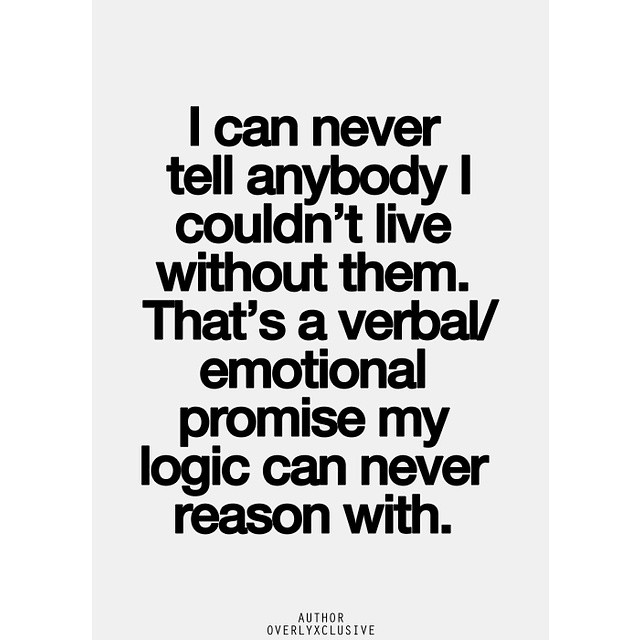 I can never
tell anybody I
couldn’t live
without them.
That’s a verbal/
emotional
promise my
logic can never
reason with.
AUTHOR
OVERLYXCLUSIVE